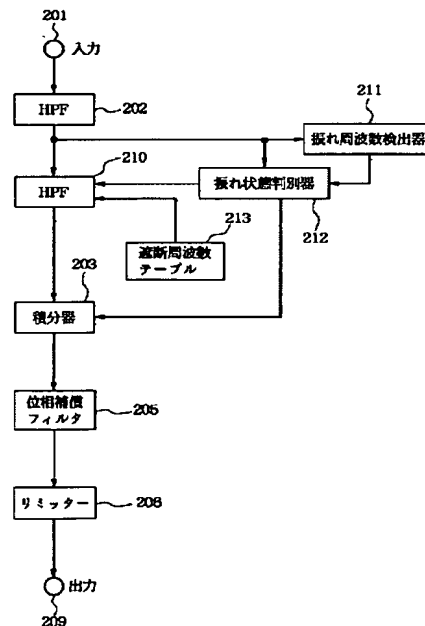 201
入力
HPF
202
211
振れ周波数検出器
210
HPF
振れ状態判別器
212
213
遮断周波数
テーブル
203
積分器
位相補償
フィルタ
205
リミッター
208
出力
209